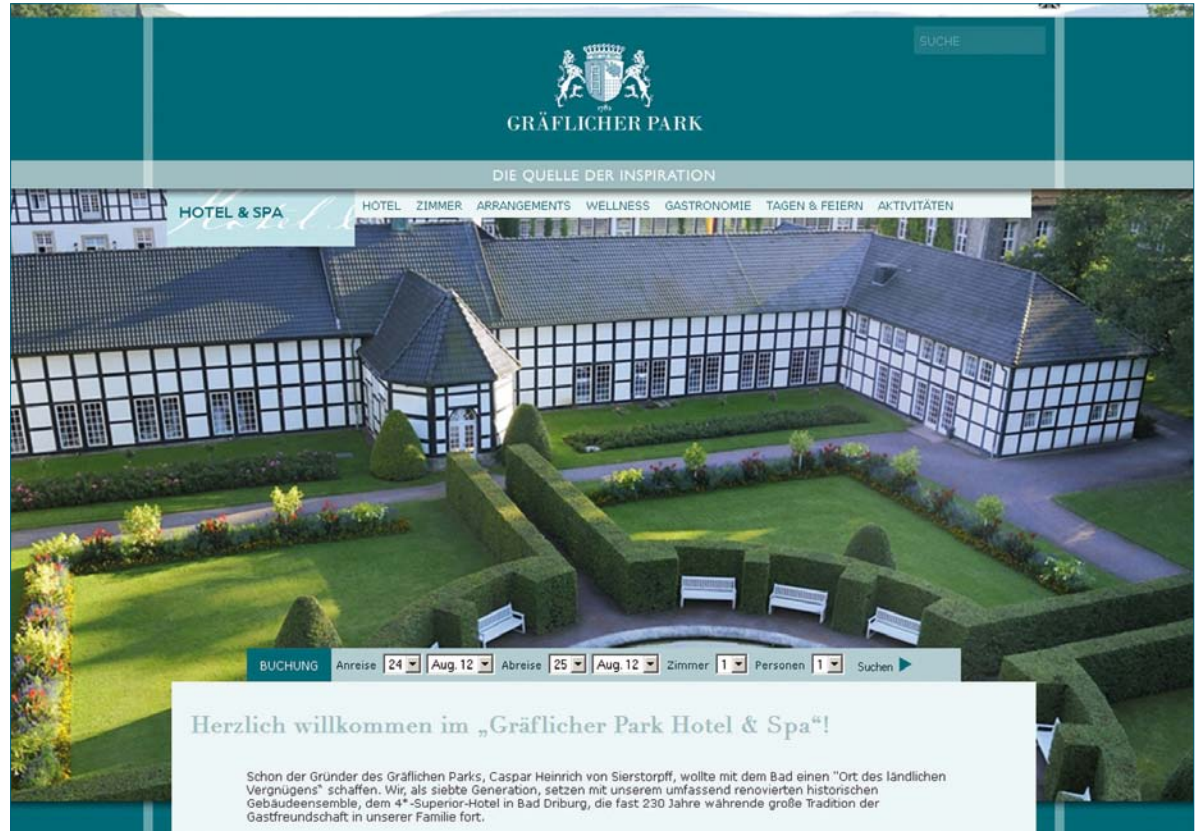 SUCHE
1782
GRÄFLICHER PARK
DIE QUELLE DER INSPIRATION
HOTEL & SPA
HOTEL ZIMMER ARRANGEMENTS WELLNESS GASTRONOMIE TAGEN & FEIERN AKTIVITÄTEN
BUCHUNG Anreise 24 Aug. 12 Abreise 25 Aug. 12 Zimmer 1 Personen 1 Suchen
Herzlich willkommen im „Gräflicher Park Hotel & Spa“!
Schon der Gründer des Gräflichen Parks, Caspar Heinrich von Sierstorpff, wollte mit dem Bad einen "Ort des ländlichen
Vergnügens" schaffen. Wir, als siebte Generation, setzen mit unserem umfassend renovierten historischen
Gebäudeensemble, dem 4*-Superior-Hotel in Bad Driburg, die fast 230 Jahre währende große Tradition der
Gastfreundschaft in unserer Familie fort.